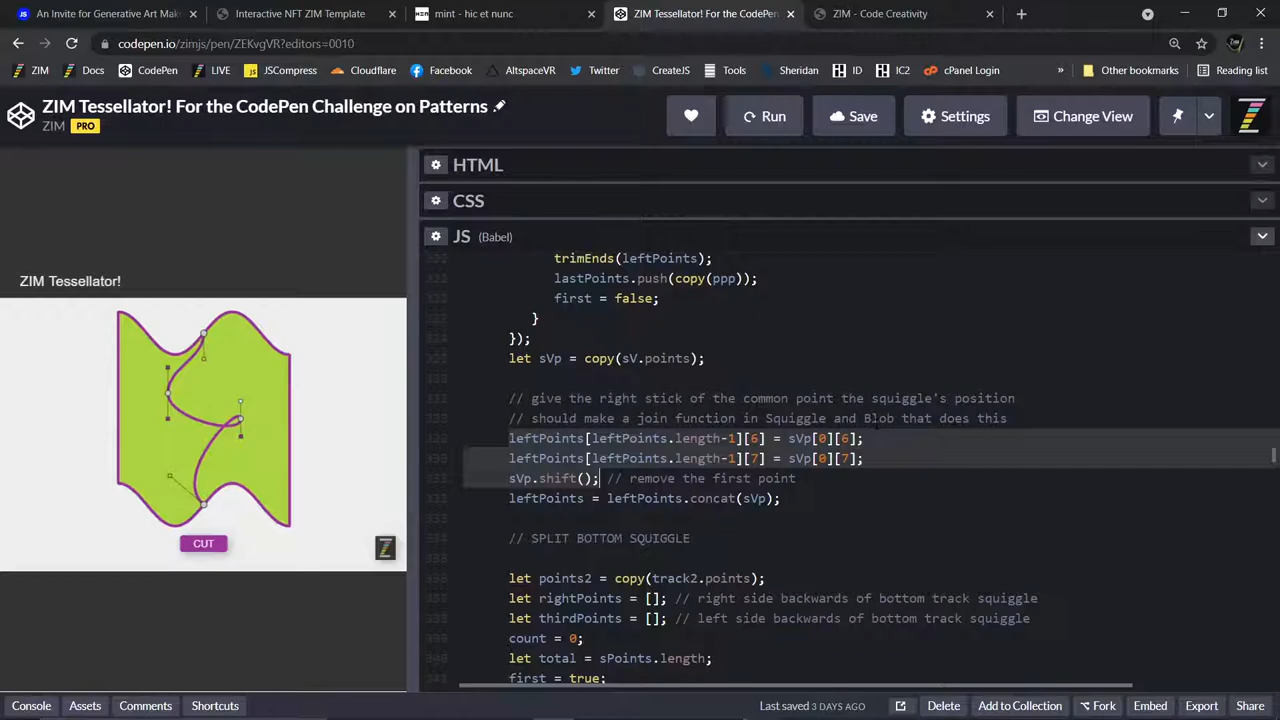 An Invite for Generative Art Mak
Interactive NFT ZIM Template
mint - hic et nunc
ZIM Tessellator! For the CodePen
ZIM - Code Creativity
codepen.io/zimjs/pen/ZEKvgVR?editors=0010
ZIM Docs CodePen LIVE JSCompress Cloudflare Facebook AltspaceVR Twitter CreateJS Tools Sheridan ID IC2 cPanel Login » Other bookmarks Reading list
ZIM Tessellator! For the CodePen Challenge on Patterns
ZIM PRO
Run Save Settings Change View
HTML
CSS
JS (Babel)
trimEnds(leftPoints);
lastPoints.push(copy(ppp));
first = false;
}
});
let sVp = copy(sV.points);
// give the right stick of the common point the squiggle's position
// should make a join function in Squiggle and Blob that does this
leftPoints[leftPoints.length-1][6] = sVp[0][6];
leftPoints[leftPoints.length-1][7] = sVp[0][7];
sVp.shift(); // remove the first point
leftPoints = leftPoints.concat(sVp);
// SPLIT BOTTOM SQUIGGLE
let points2 = copy(track2.points);
let rightPoints = []; // right side backwards of bottom track squiggle
let thirdPoints = []; // left side backwards of bottom track squiggle
count = 0;
let total = sPoints.length;
first = true;
ZIM Tessellator!
CUT
Console Assets Comments Shortcuts
Last saved 3 DAYS AGO
Delete Add to Collection Fork Embed Export Share